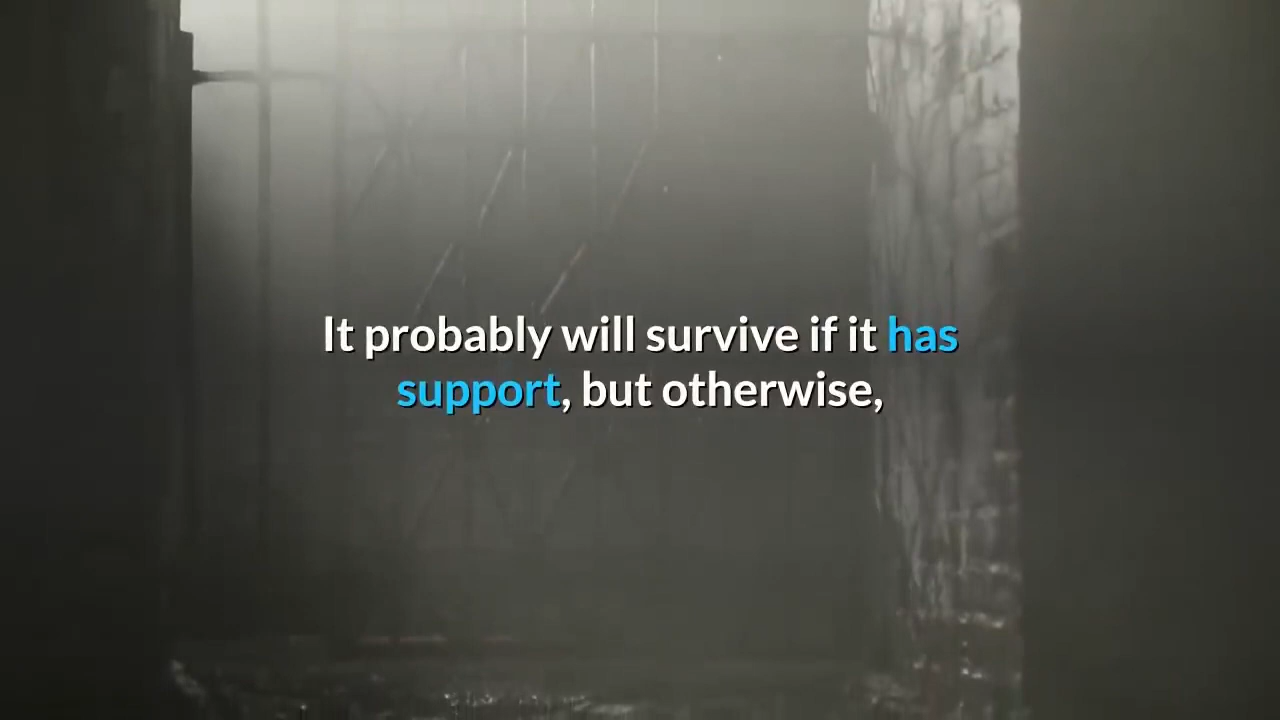 It probably will survive if it has
support, but otherwise,